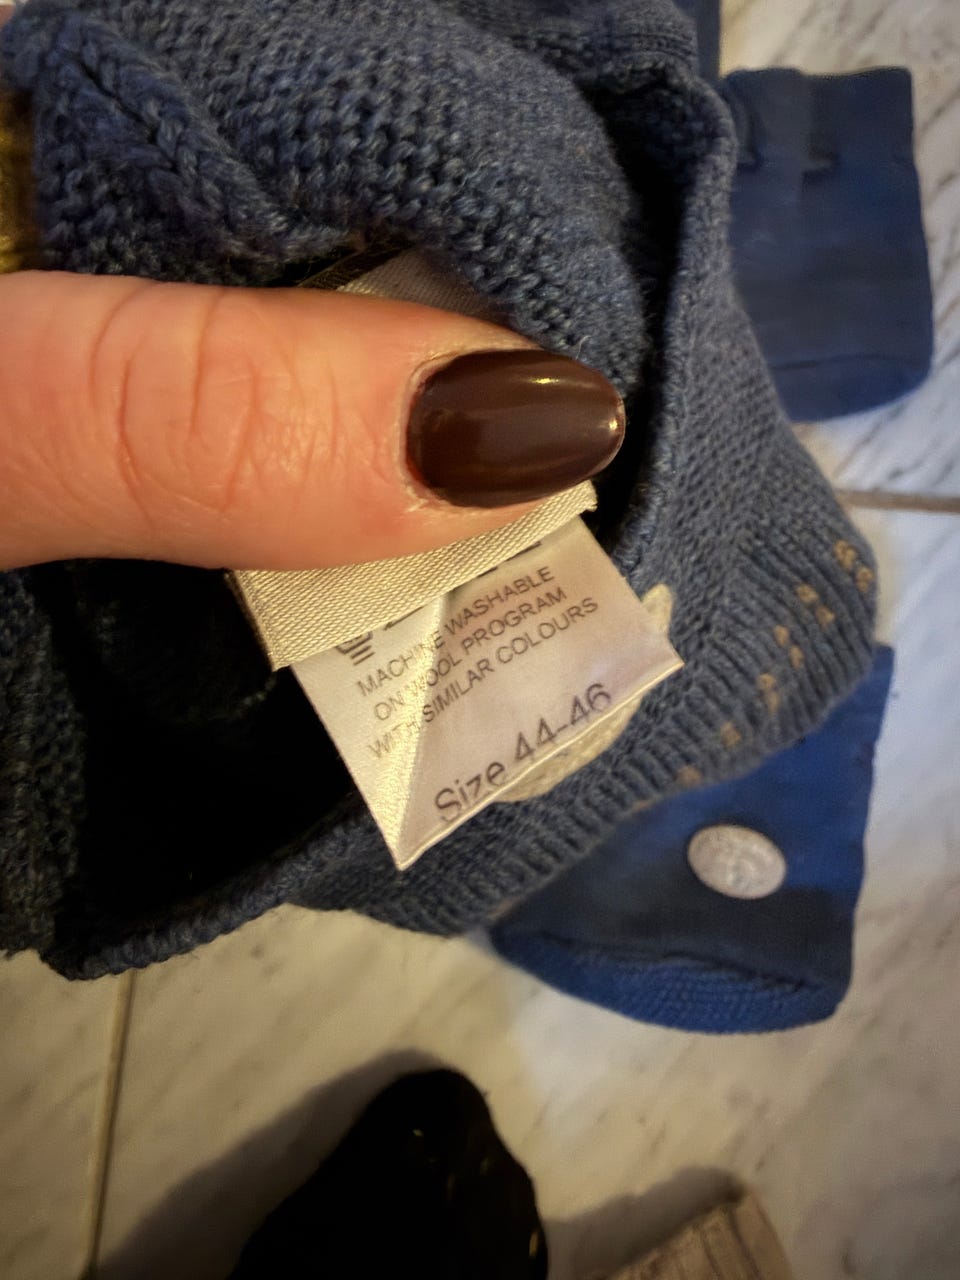 MACHINE WASHABLE
ON WOOL PROGRAM
WITH SIMILAR COLOURS
Size 44-46